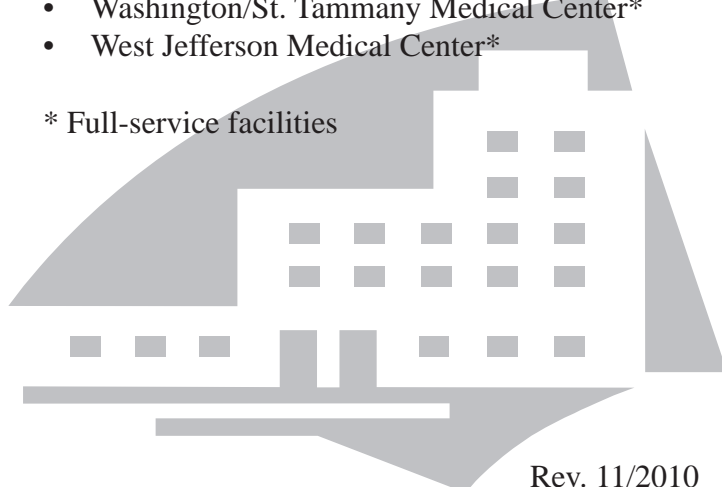 • Washington/St. Tammany Medical Center*
• West Jefferson Medical Center*
* Full-service facilities
Rev. 11/2010